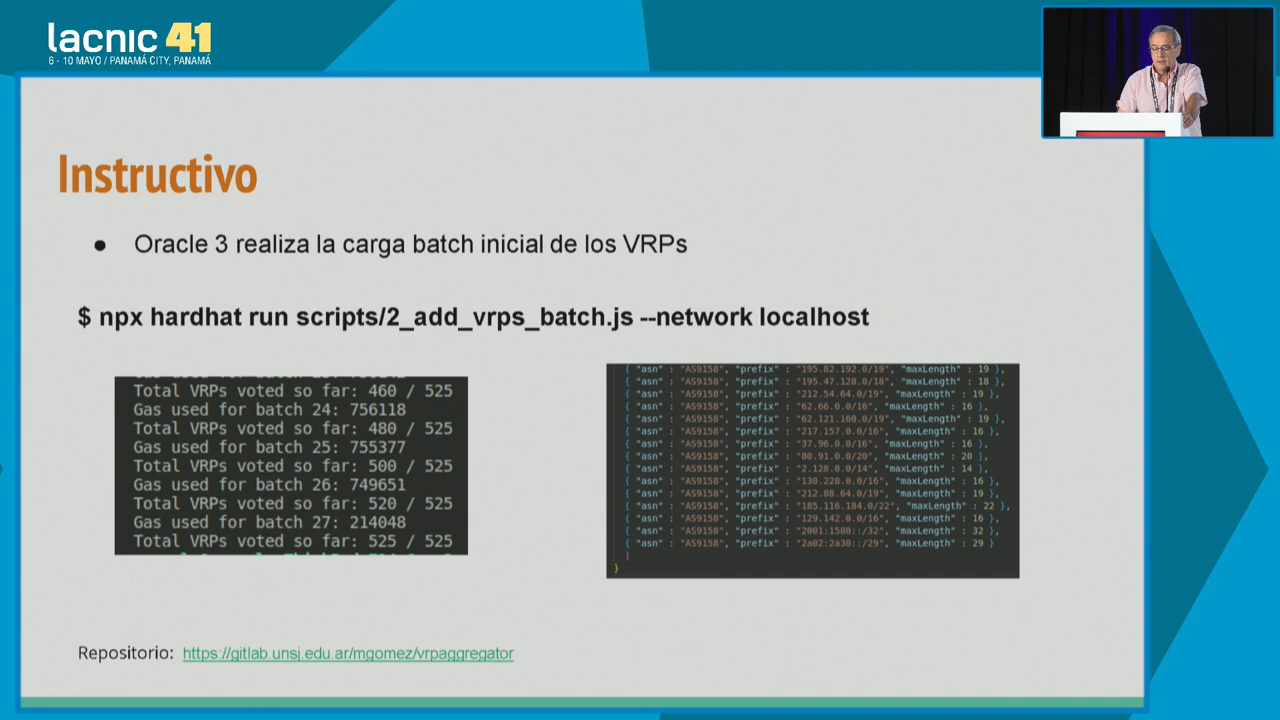 lacnic 41
6 - 10 MAYO / PANAMÁ CITY, PANAMÁ
Instructivo
● Oracle 3 realiza la carga batch inicial de los VRPs
$ npx hardhat run scripts/2_add_vrps_batch.js --network localhost
Total VRPs voted so far: 460 / 525
Gas used for batch 24: 756118
Total VRPs voted so far: 480 / 525
Gas used for batch 25: 755377
Total VRPs voted so far: 500 / 525
Gas used for batch 26: 749651
Total VRPs voted so far: 520 / 525
Gas used for batch 27: 214048
Total VRPs voted so far: 525 / 525
{ "asn" : "AS9158", "prefix" : "195.82.192.0/19", "maxLength" : 19 },
{ "asn" : "AS9158", "prefix" : "195.47.128.0/18", "maxLength" : 18 },
{ "asn" : "AS9158", "prefix" : "212.54.64.0/19", "maxLength" : 19 },
{ "asn" : "AS9158", "prefix" : "62.66.0.0/16", "maxLength" : 16 },
{ "asn" : "AS9158", "prefix" : "62.121.160.0/19", "maxLength" : 19 },
{ "asn" : "AS9158", "prefix" : "217.157.0.0/16", "maxLength" : 16 },
{ "asn" : "AS9158", "prefix" : "37.96.0.0/16", "maxLength" : 16 },
{ "asn" : "AS9158", "prefix" : "80.91.0.0/20", "maxLength" : 20 },
{ "asn" : "AS9158", "prefix" : "2.128.0.0/14", "maxLength" : 14 },
{ "asn" : "AS9158", "prefix" : "130.228.0.0/16", "maxLength" : 16 },
{ "asn" : "AS9158", "prefix" : "212.88.64.0/19", "maxLength" : 19 },
{ "asn" : "AS9158", "prefix" : "185.116.184.0/22", "maxLength" : 22 },
{ "asn" : "AS9158", "prefix" : "129.142.0.0/16", "maxLength" : 16 },
{ "asn" : "AS9158", "prefix" : "2001:1580::/32", "maxLength" : 32 },
{ "asn" : "AS9158", "prefix" : "2a02:2a30::/29", "maxLength" : 29 }
]
}
Repositorio: https://gitlab.unsj.edu.ar/mgomez/vrpaggregator